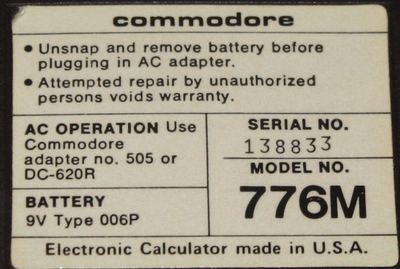 commodore
• Unsnap and remove battery before
plugging in AC adapter.
• Attempted repair by unauthorized
persons voids warranty.
AC OPERATION Use
Commodore
adapter no. 505 or
DC-620R
BATTERY
9V Type 006P
SERIAL NO.
138833
MODEL NO.
776M
Electronic Calculator made in U.S.A.